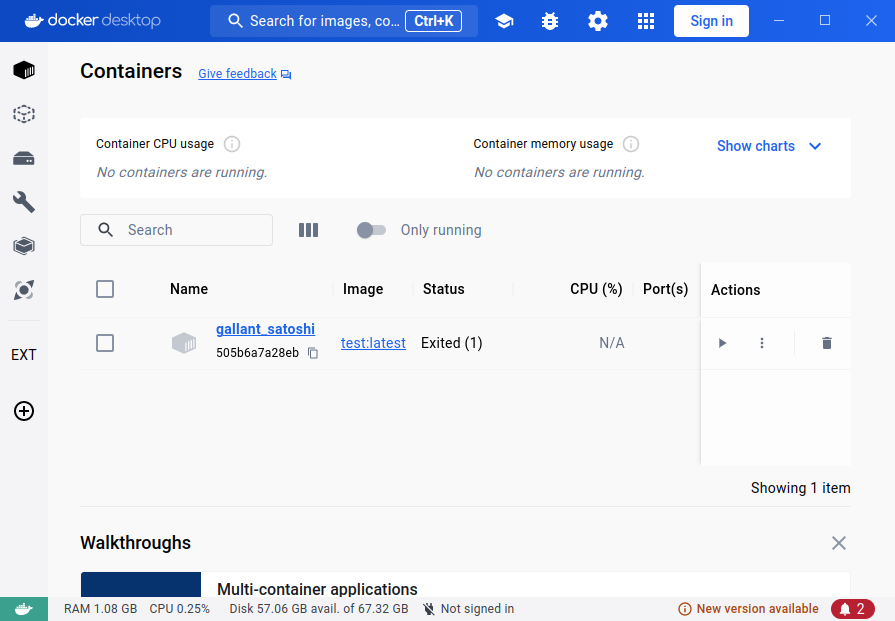 docker desktop
Search for images, co... Ctrl+K
Sign in
Containers
Give feedback
Container CPU usage
No containers are running.
Container memory usage
No containers are running.
Show charts
Search
Only running
Name Image Status CPU (%) Port(s) Actions
gallant_satoshi
505b6a7a28eb
test:latest
Exited (1)
N/A
EXT
Showing 1 item
Walkthroughs
Multi-container applications
RAM 1.08 GB CPU 0.25% Disk 57.06 GB avail. of 67.32 GB Not signed in New version available 2